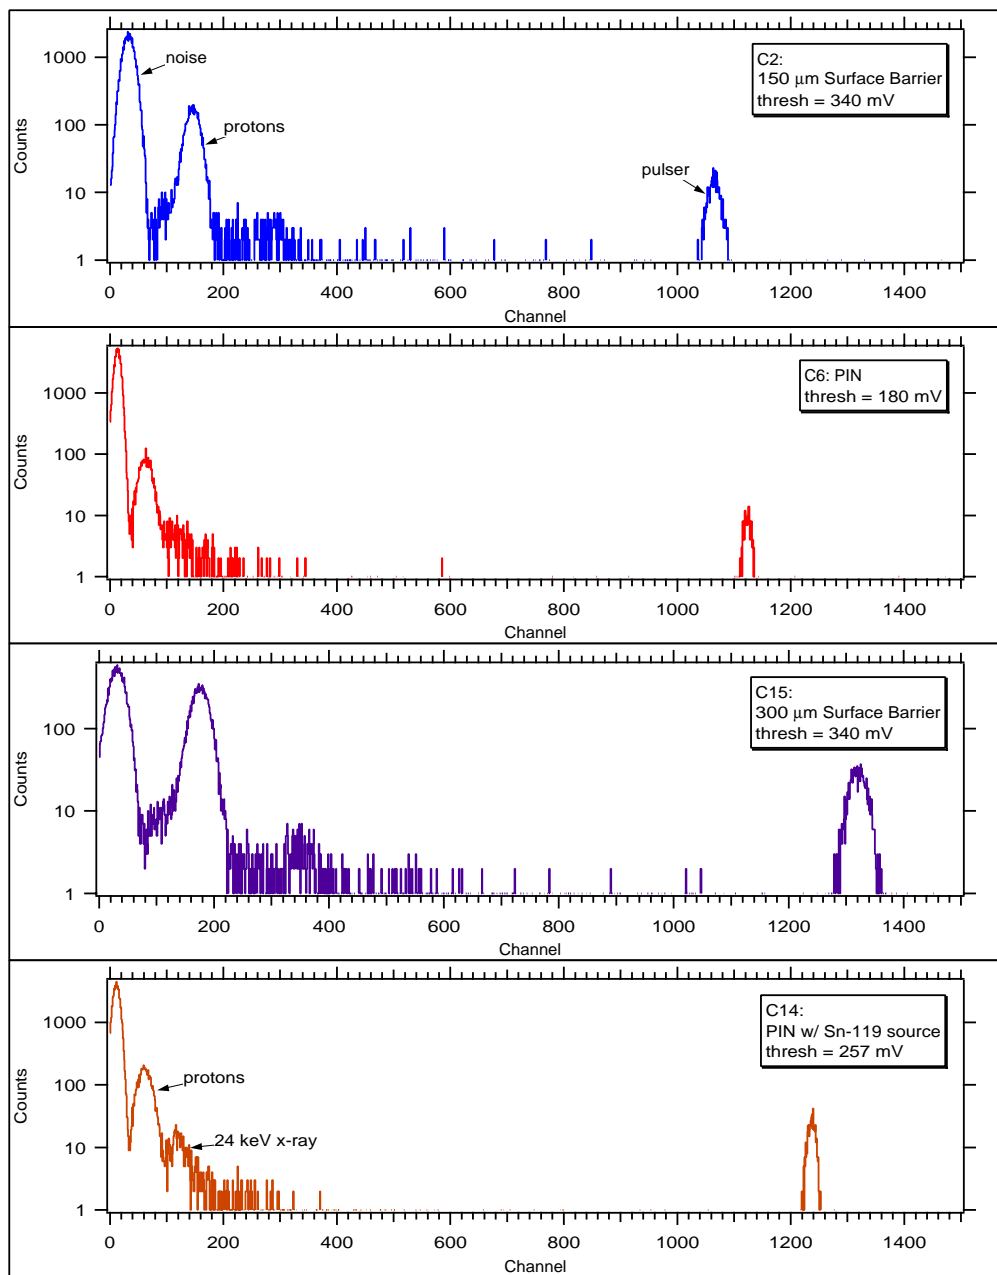 C2:
150 μm Surface Barrier
thresh = 340 mV
noise
protons
pulser
Counts
1000
100
10
1
0 200 400 600 800 1000 1200 1400
Channel
C6: PIN
thresh = 180 mV
Counts
1000
100
10
1
0 200 400 600 800 1000 1200 1400
Channel
C15:
300 μm Surface Barrier
thresh = 340 mV
Counts
100
10
1
0 200 400 600 800 1000 1200 1400
Channel
C14:
PIN w/ Sn-119 source
thresh = 257 mV
protons
24 keV x-ray
Counts
1000
100
10
1
0 200 400 600 800 1000 1200 1400
Channel